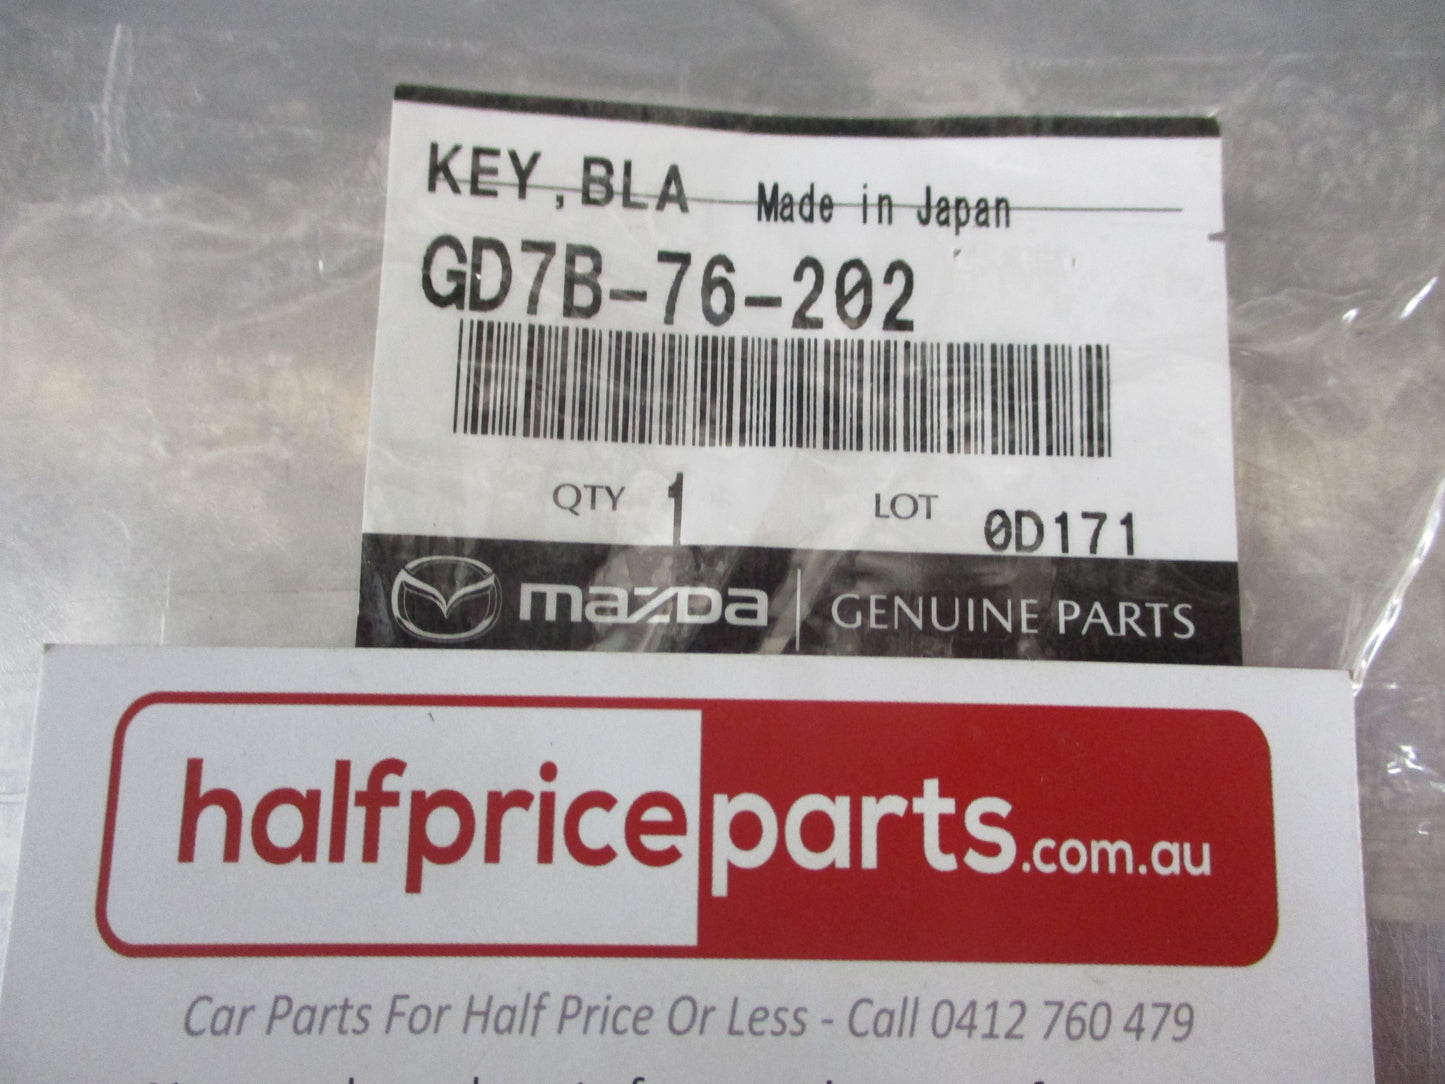 KEY,BLA Made in Japan
GD7B-76-202
QTY 1 LOT 0D171
mazda GENUINE PARTS
halfpriceparts.com.au
Car Parts For Half Price Or Less - Call 0412 760 479